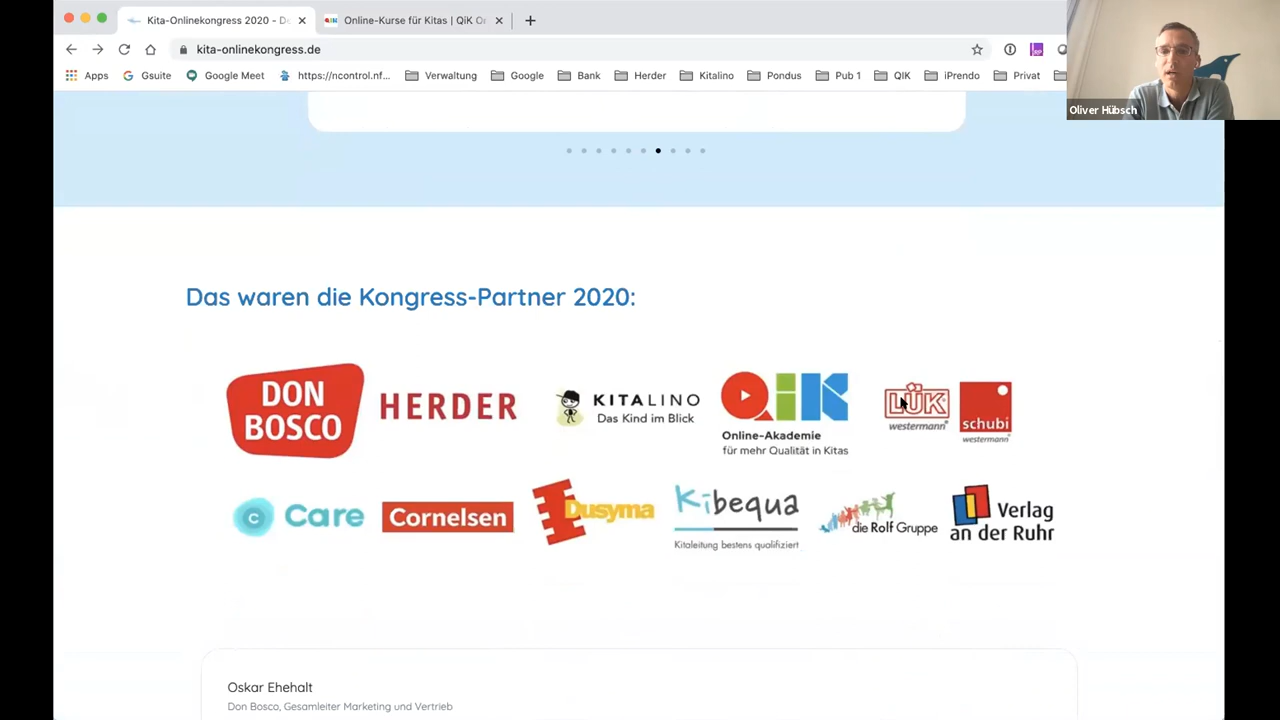 Kita-Onlinekongress 2020 - D
Online-Kurse für Kitas | QiK O
kita-onlinekongress.de
Apps
Gsuite
Google Meet
https://ncontrol.nf...
Verwaltung
Google
Bank
Herder
Kitalino
Pondus
Pub 1
QIK
iPrendo
Privat
Oliver Hübsch
Das waren die Kongress-Partner 2020:
DON
BOSCO
HERDER
KITALINO
Das Kind im Blick
QiK
Online-Akademie
für mehr Qualität in Kitas
LÜK
westermann
schubi
westermann
C
Care
Cornelsen
Dusyma
Kibequa
Kitaleitung bestens qualifiziert
die Rolf Gruppe
Verlag
an der Ruhr
Oskar Ehehalt
Don Bosco, Gesamleiter Marketing und Vertrieb